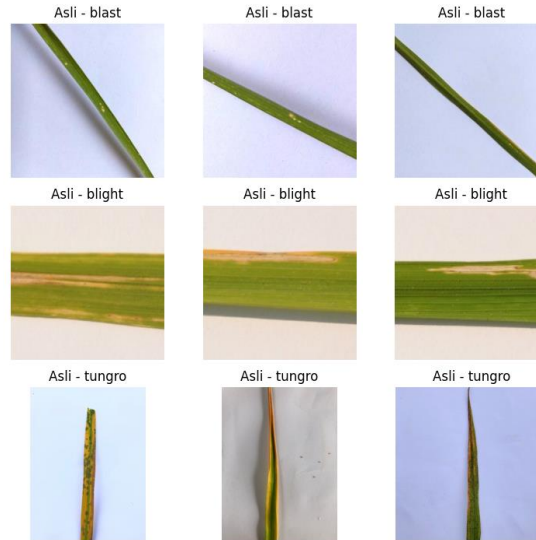 Asli - blast Asli - blast Asli - blast
Asli - blight Asli - blight Asli - blight
Asli - tungro Asli - tungro Asli - tungro